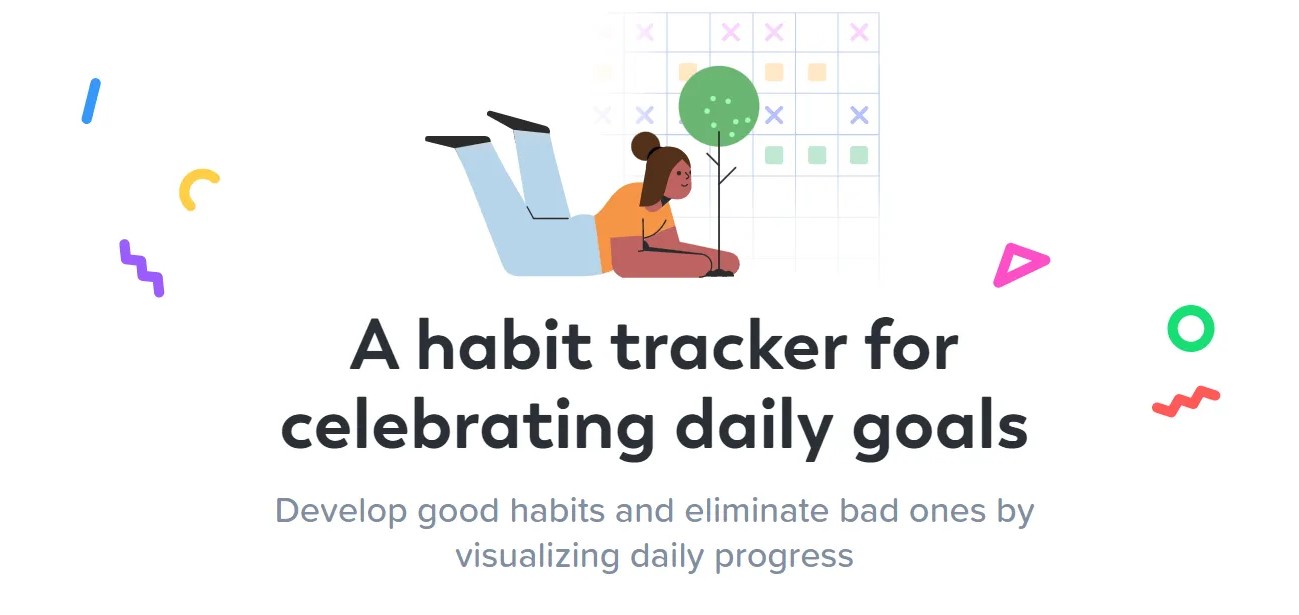 A habit tracker for
celebrating daily goals
Develop good habits and eliminate bad ones by
visualizing daily progress